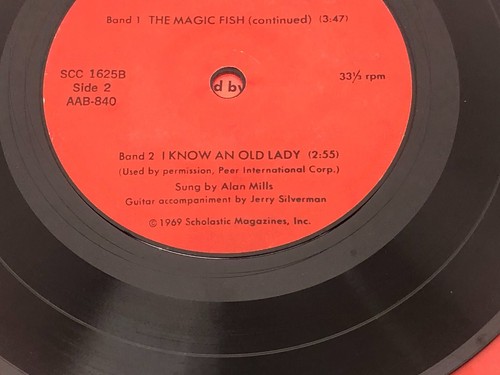 Band 1 THE MAGIC FISH (continued) (3:47)
SCC 1625B
Side 2
AAB-840
d by
33⅓ rpm
Band 2 I KNOW AN OLD LADY (2:55)
(Used by permission, Peer International Corp.)
Sung by Alan Mills
Guitar accompaniment by Jerry Silverman
© 1969 Scholastic Magazines, Inc.